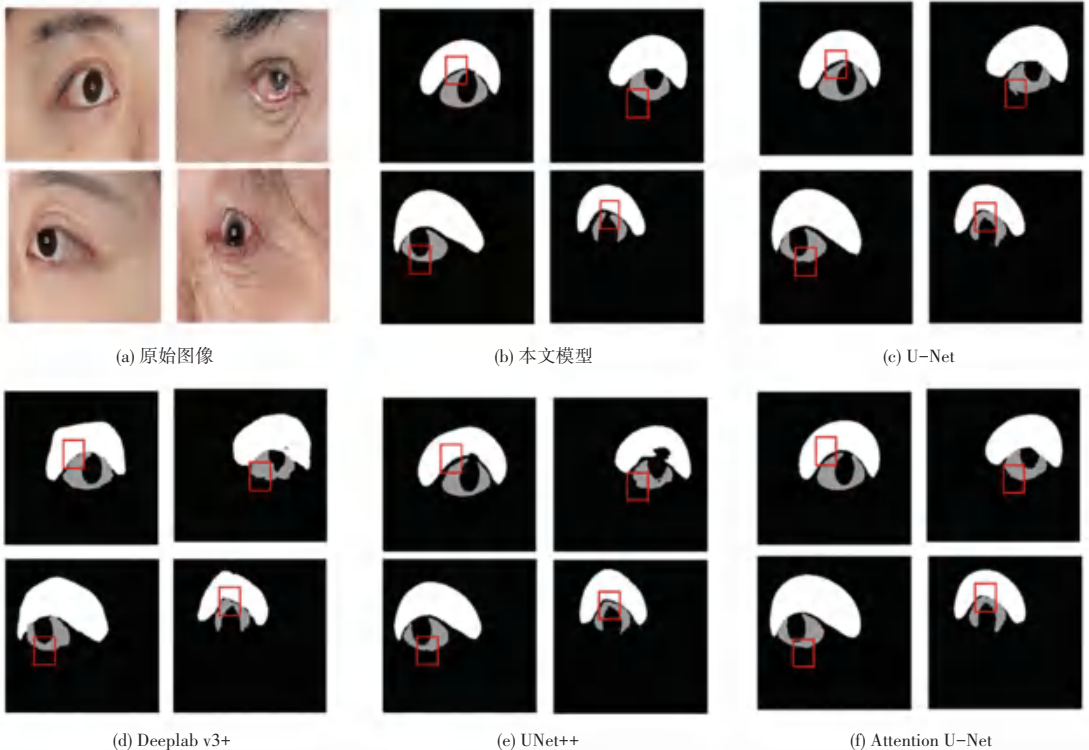 (a) 原始图像
(b) 本文模型
(c) U-Net
(d) Deeplab v3+
(e) UNet++
(f) Attention U-Net